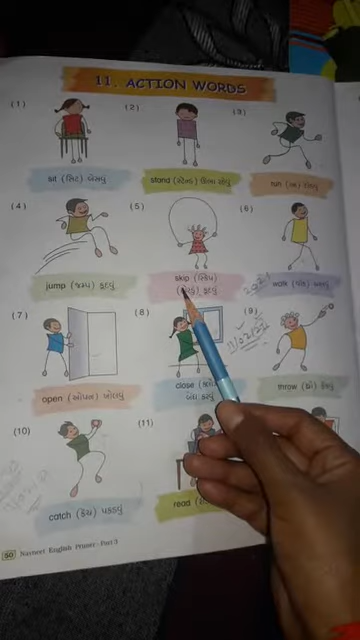 11. ACTION WORDS
(1)
(2)
(3)
sit (સિટ) બેસવું
stand (સ્ટેન્ડ) ઊભા રહેવું
run (રન) દોડવું
(4)
(5)
(6)
jump (જમ્પ) કૂદવું
skip (સ્કિપ)
કૂદવું
walk (વૉક) ચાલવું
(7)
(8)
(9)
open (ઓપન) ખોલવું
close
બંધ કરવું
throw (થ્રો) ફેંકવું
(10)
(11)
catch (કૅચ) પકડવું
read
50 Navneet English Primer - Part 3